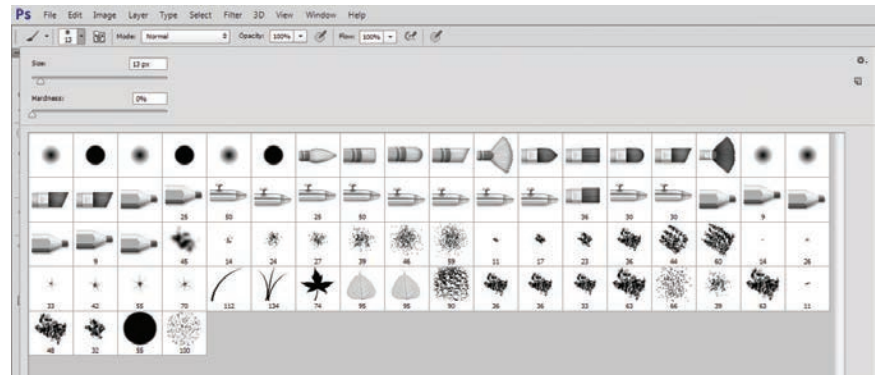 Ps File Edit Image Layer Type Select Filter 3D View Window Help
13 Mode: Normal Opacity: 100% Flow: 100%
Size: 13 px
Hardness: 0%
25 50 25 50 36 30 30 9
9 45 14 24 27 39 46 59 11 17 23 36 44 60 14 26
33 42 55 70 112 134 74 95 95 90 36 36 33 63 66 39 63 11
48 32 55 100